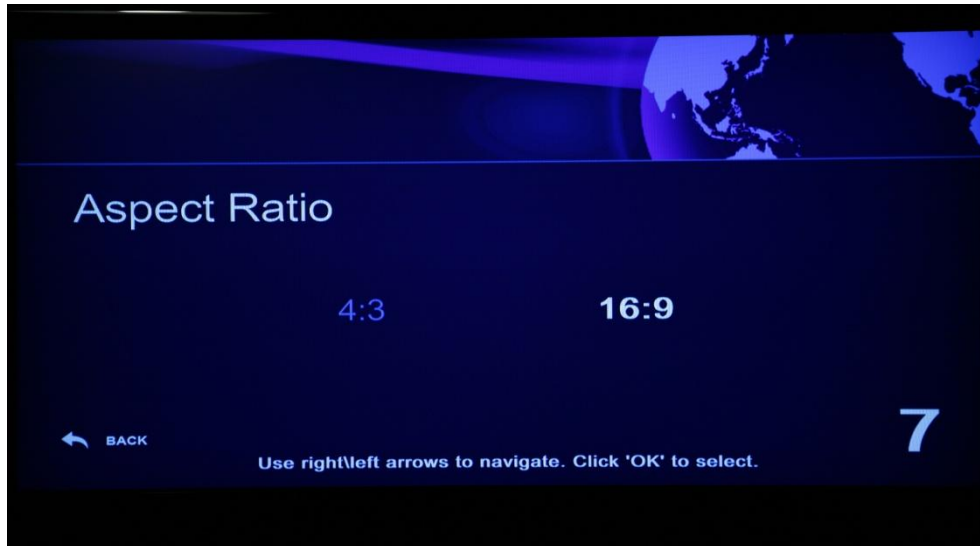 Aspect Ratio
4:3 16:9
7
BACK
Use right\left arrows to navigate. Click 'OK' to select.